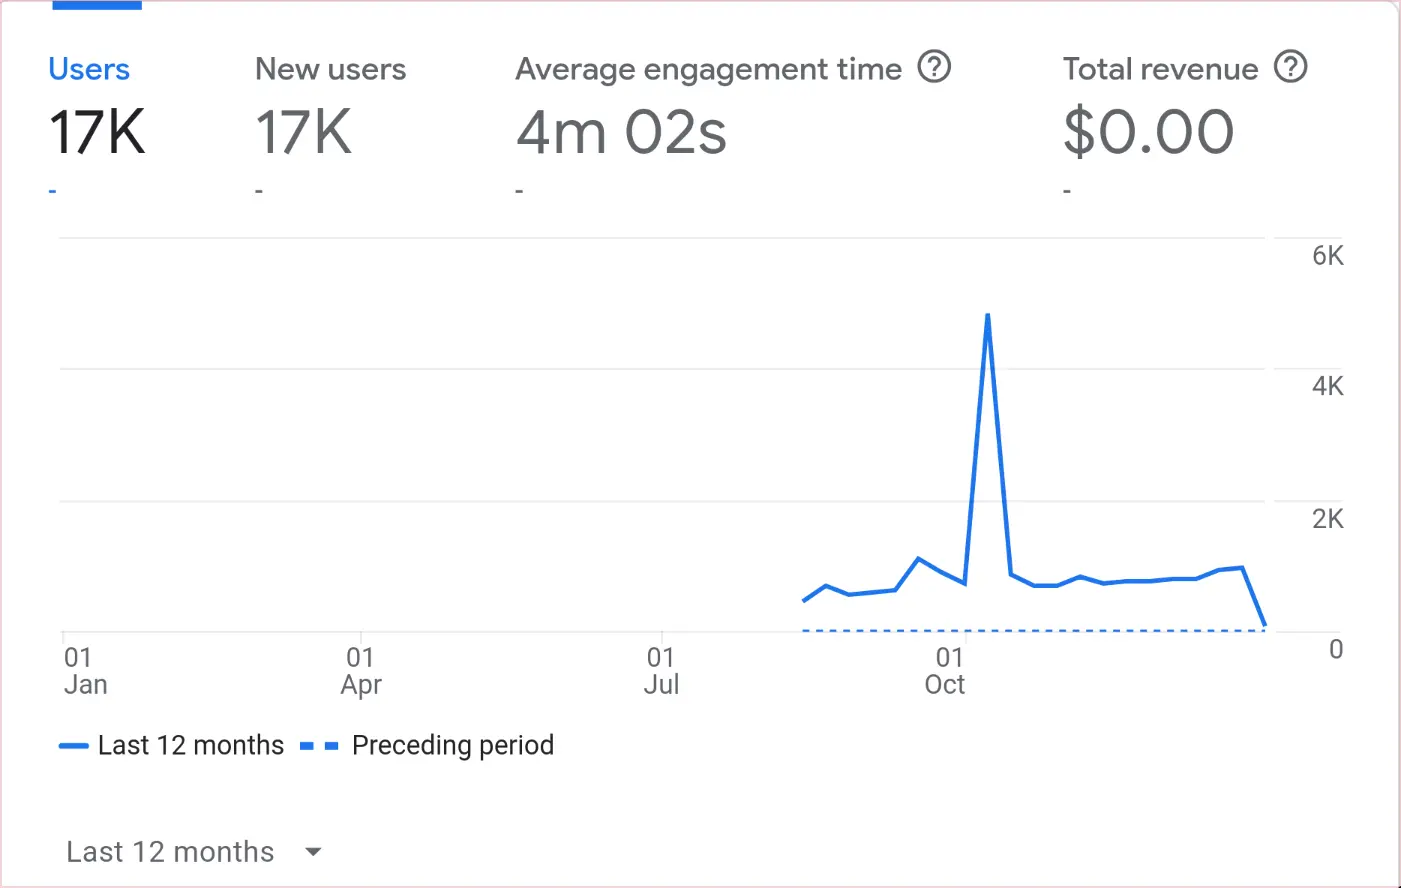 Users New users Average engagement time ? Total revenue ?
17K 17K 4m 02s $0.00
- - - -
6K
4K
2K
0
01 01 01 01
Jan Apr Jul Oct
Last 12 months Preceding period
Last 12 months